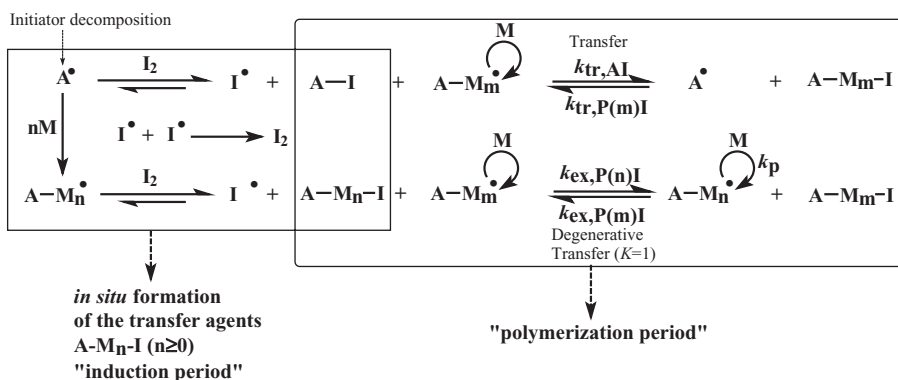 Initiator decomposition
M
Transfer
A• I₂ I• + A—I + A—Mm• ktr,AI A• + A—Mm—I
ktr,P(m)I
nM I• + I• I₂
M M
A—Mn• I₂ I• + A—Mn—I + A—Mm• kex,P(n)I A—Mn• kp + A—Mm—I
kex,P(m)I
Degenerative
Transfer (K=1)
in situ formation
of the transfer agents
A-Mn-I (n≥0)
"induction period"
"polymerization period"